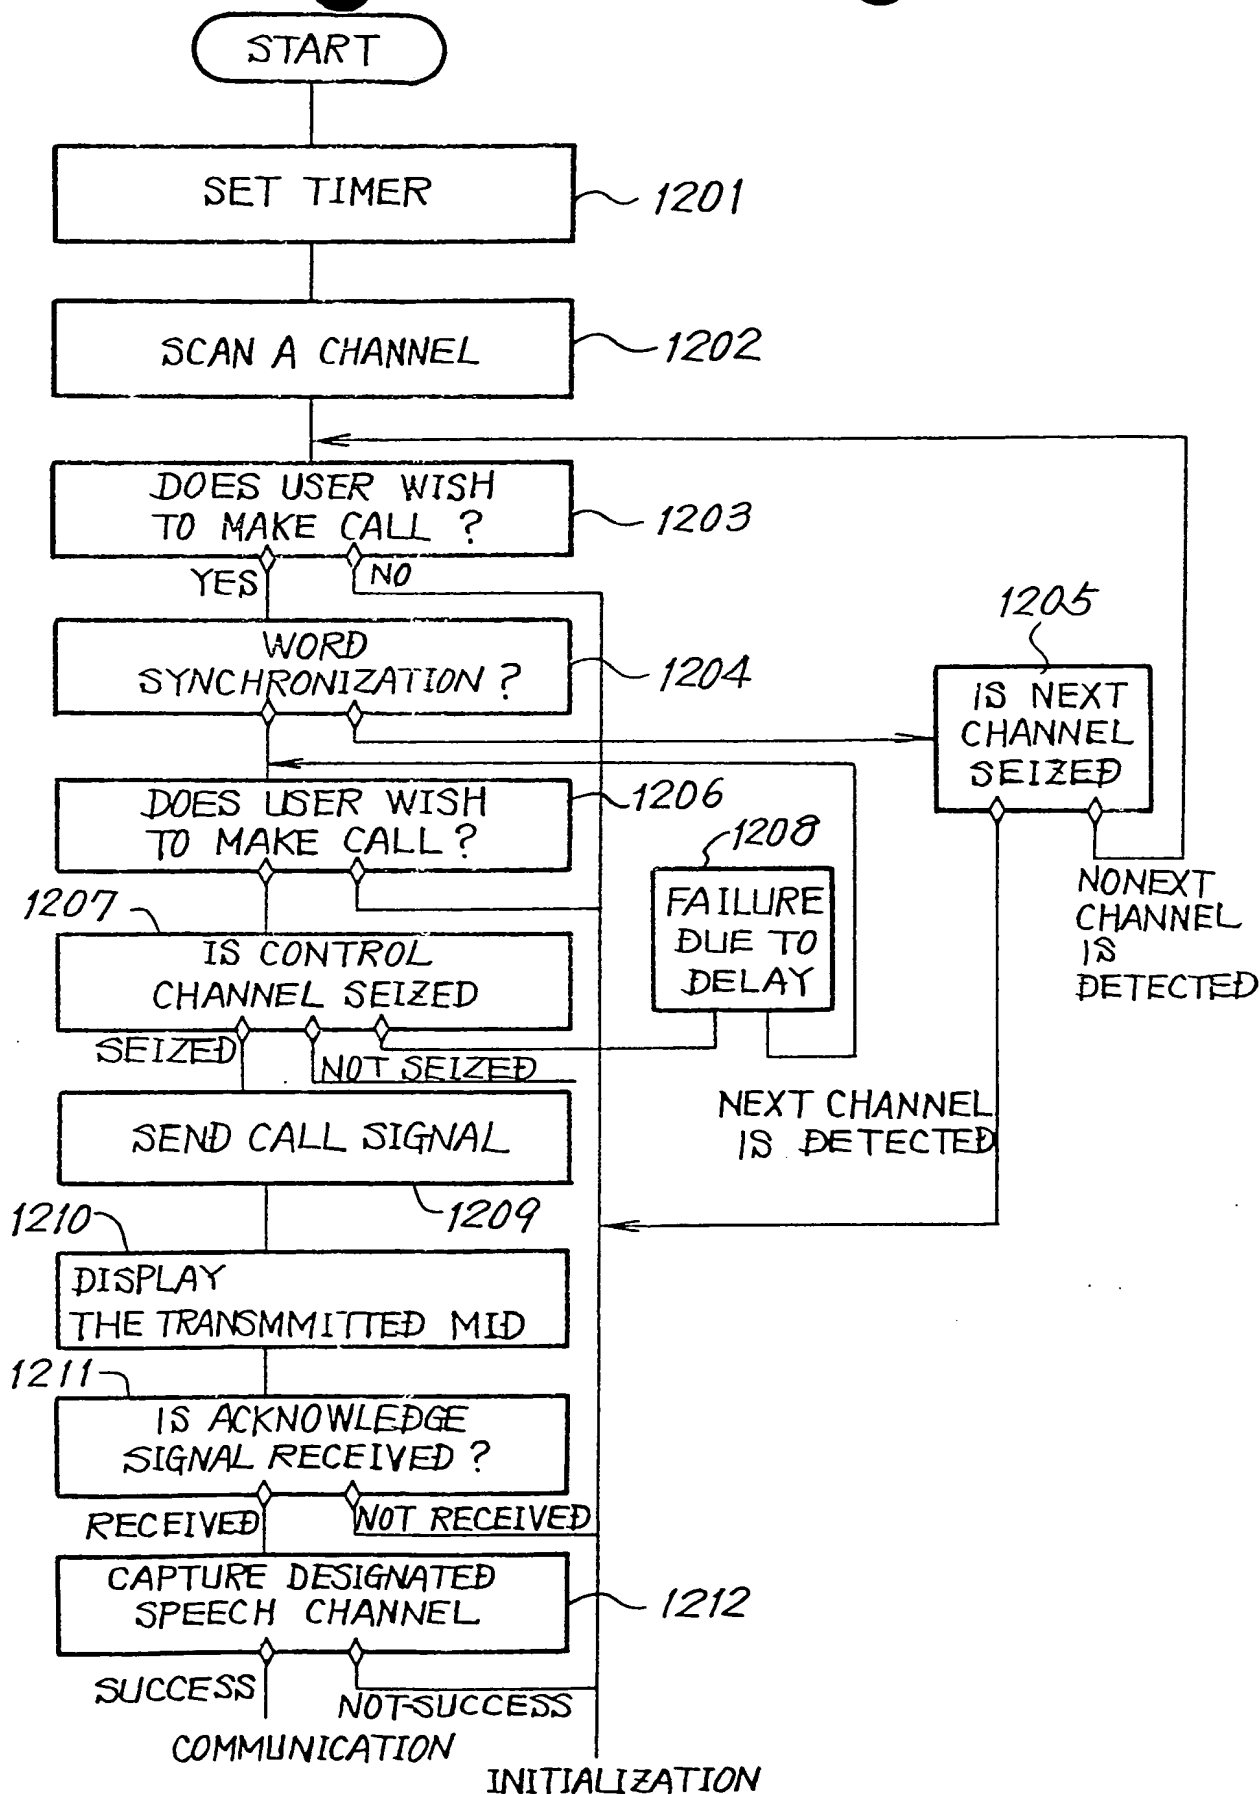 START
SET TIMER
1201
SCAN A CHANNEL
1202
DOES USER WISH
TO MAKE CALL ?
1203
YES
NO
WORD
SYNCHRONIZATION ?
1204
1205
IS NEXT
CHANNEL
SEIZED
DOES USER WISH
TO MAKE CALL ?
1206
1208
FAILURE
DUE TO
DELAY
NONEXT
CHANNEL
IS
DETECTED
1207
IS CONTROL
CHANNEL SEIZED
SEIZED
NOT SEIZED
NEXT CHANNEL
IS DETECTED
SEND CALL SIGNAL
1209
1210
DISPLAY
THE TRANSMMITTED MID
1211
IS ACKNOWLEDGE
SIGNAL RECEIVED ?
RECEIVED
NOT RECEIVED
CAPTURE DESIGNATED
SPEECH CHANNEL
1212
SUCCESS
NOT-SUCCESS
COMMUNICATION
INITIALIZATION